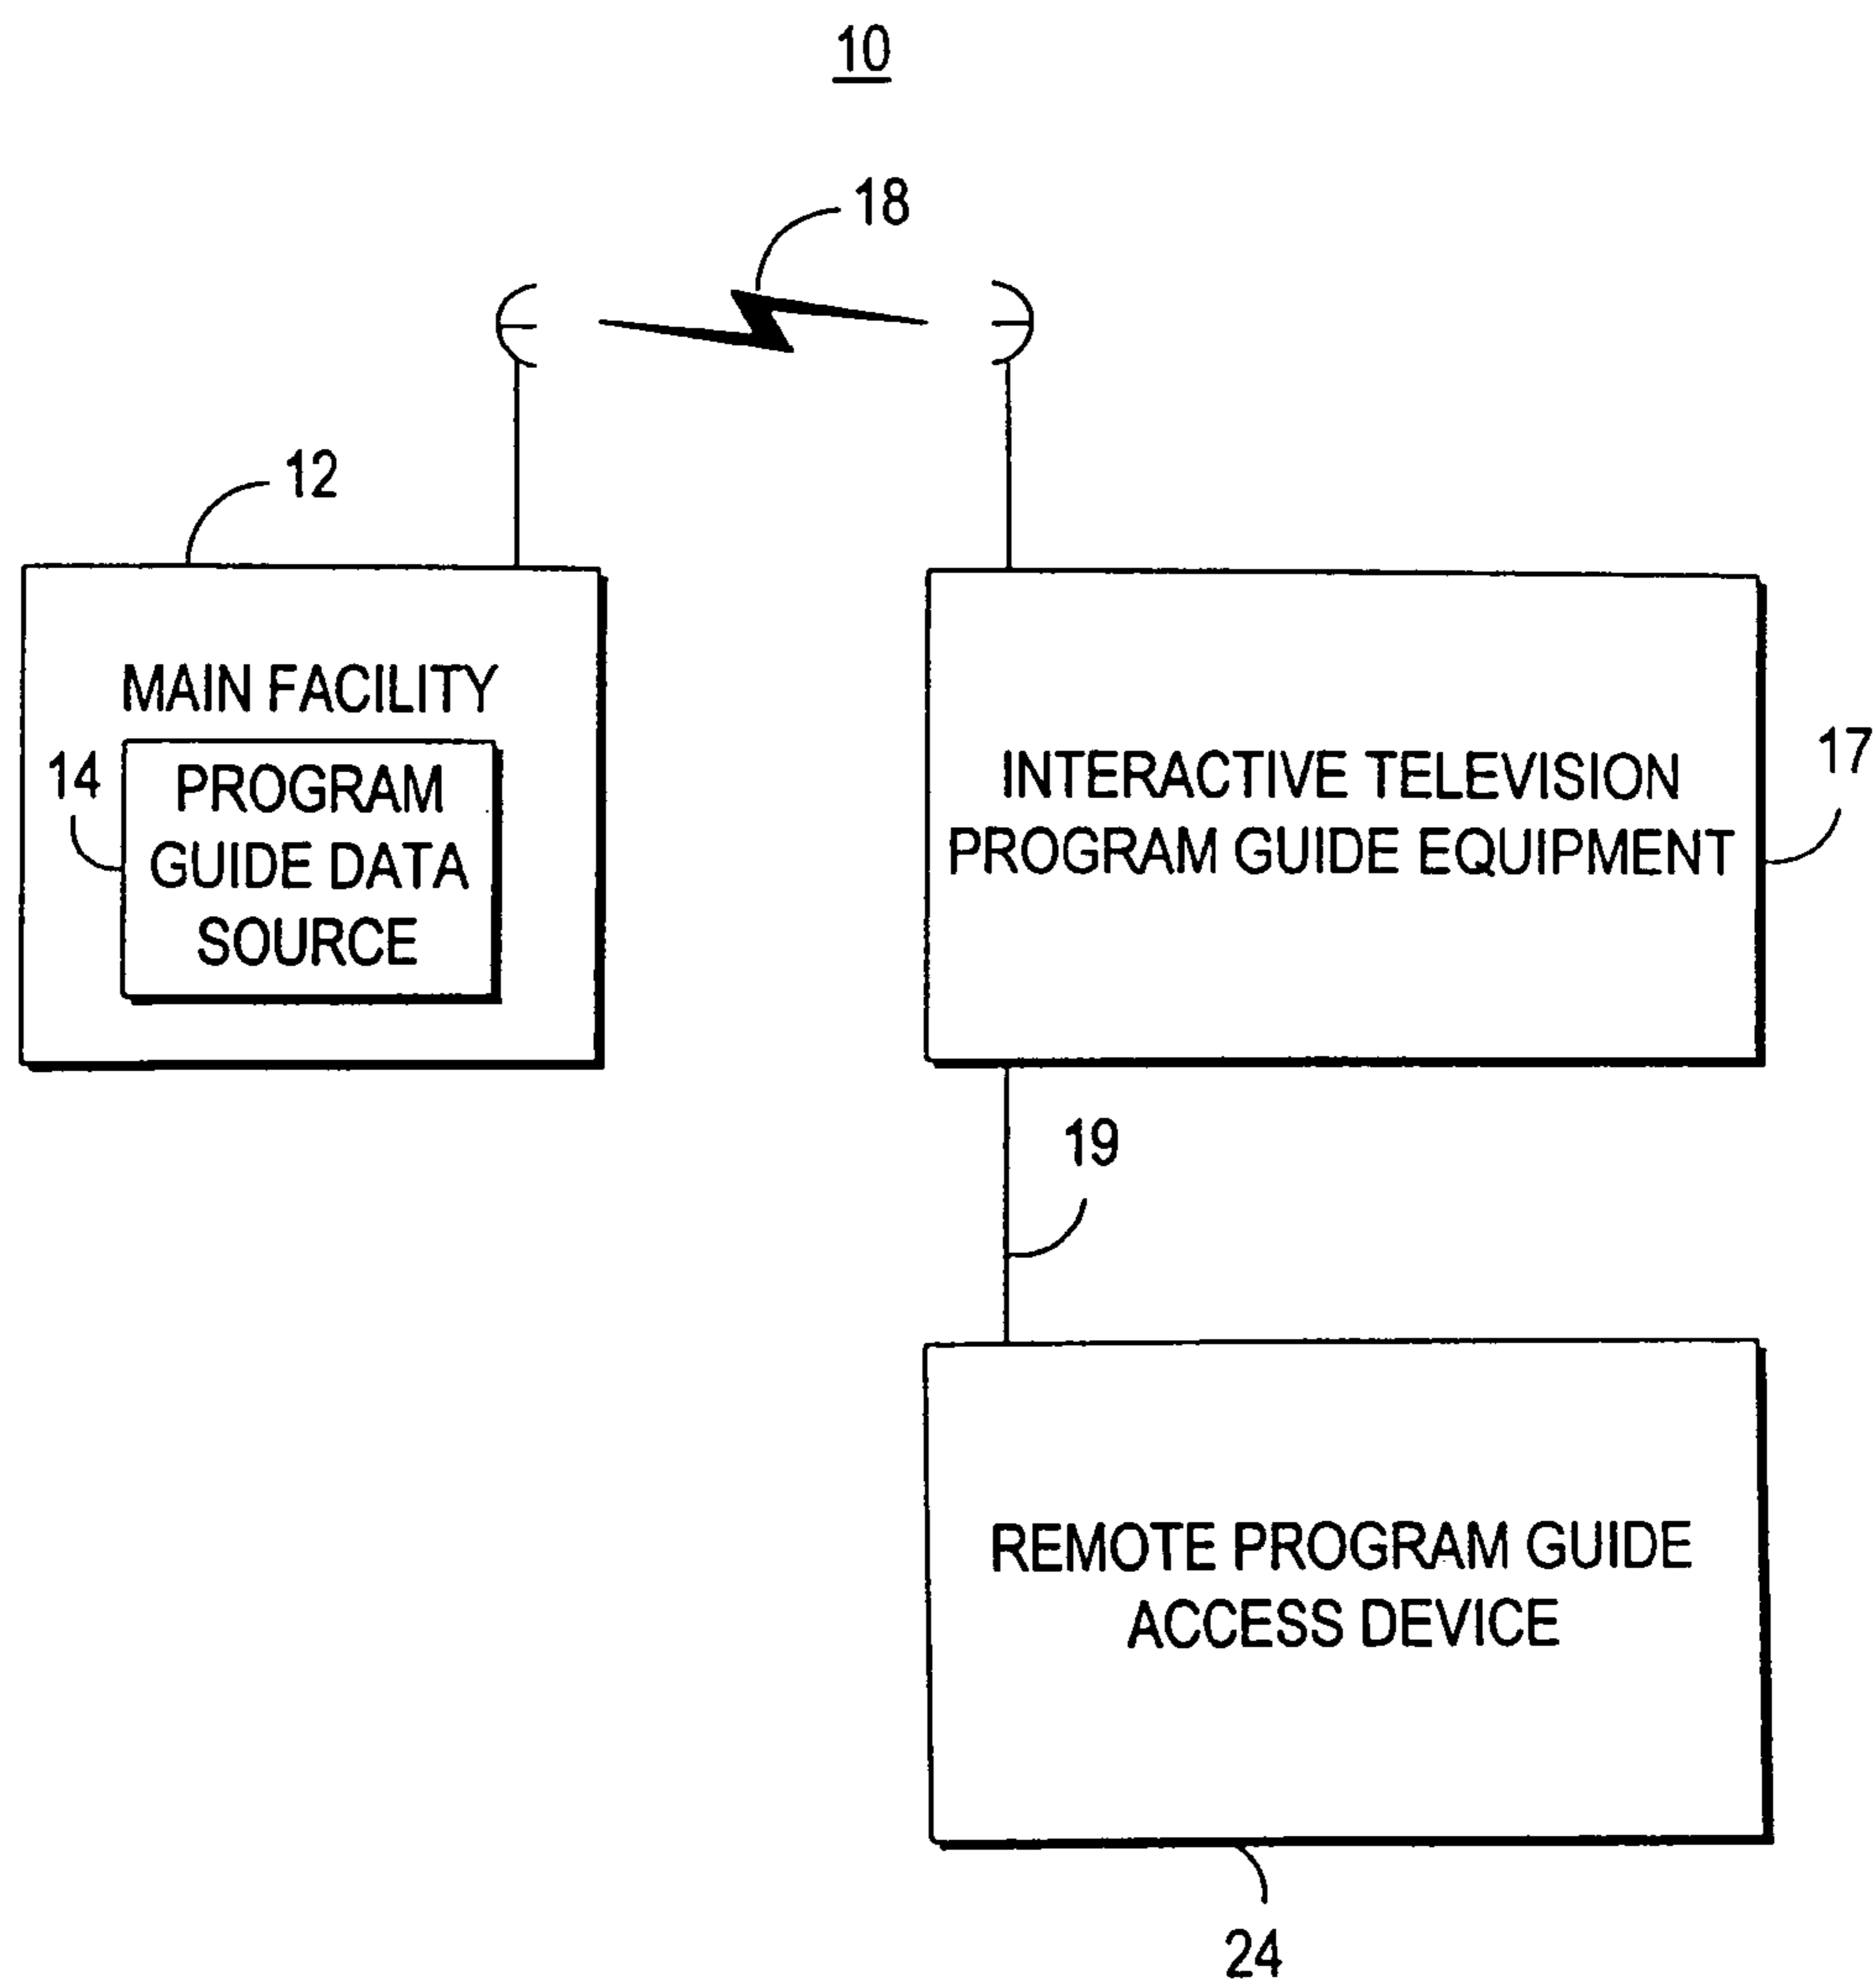 10
18
12
MAIN FACILITY
14
PROGRAM
GUIDE DATA
SOURCE
INTERACTIVE TELEVISION
PROGRAM GUIDE EQUIPMENT
17
19
REMOTE PROGRAM GUIDE
ACCESS DEVICE
24